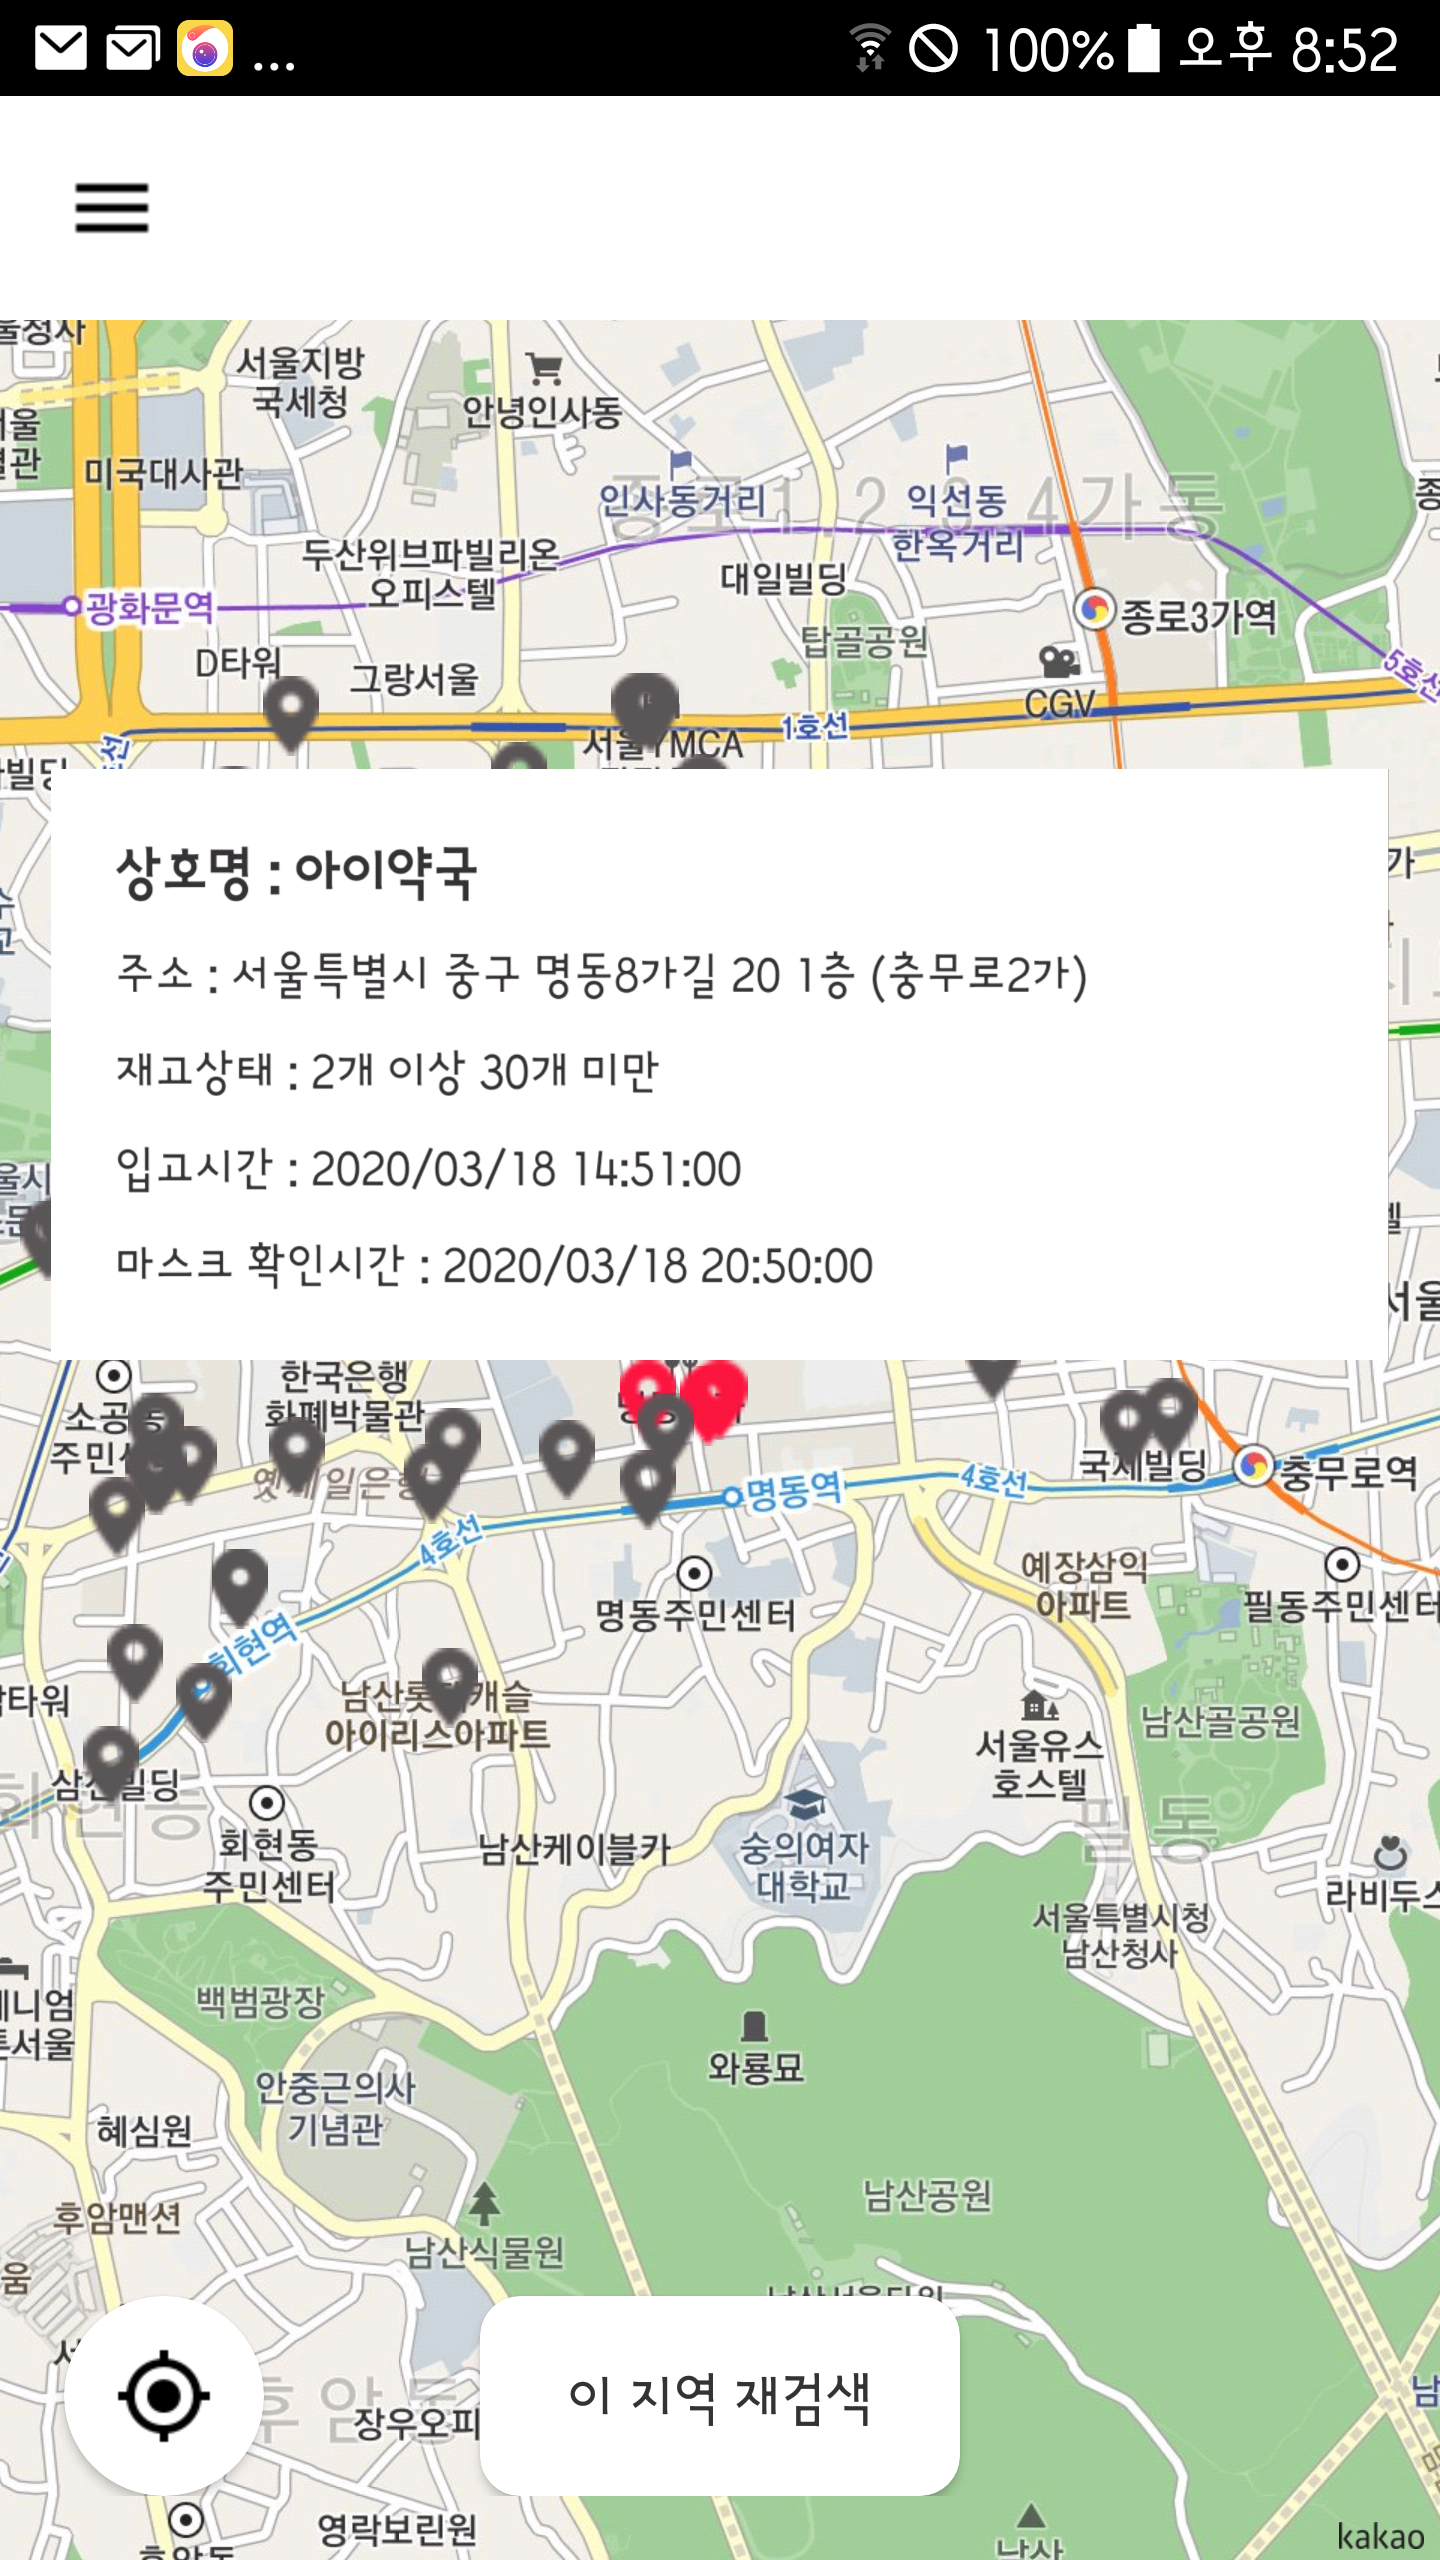 ... 100% 오후 8:52
서울지방
국세청
안녕인사동
미국대사관
인사동거리
익선동
한옥거리
두산위브파빌리온
오피스텔
대일빌딩
광화문역
종로3가역
탑골공원
D타워
그랑서울
5호선
CGV
1호선
서울YMCA
상호명 : 아이약국
주소 : 서울특별시 중구 명동8가길 20 1층 (충무로2가)
재고상태 : 2개 이상 30개 미만
입고시간 : 2020/03/18 14:51:00
마스크 확인시간 : 2020/03/18 20:50:00
한국은행
화폐박물관
소공동
국제빌딩
충무로역
명동역
4호선
4호선
명동주민센터
예장삼익
아파트
필동주민센터
회현역
아이리스아파트
남산골공원
서울유스
호스텔
회현동
주민센터
남산케이블카
숭의여자
대학교
필동
서울특별시청
남산청사
백범광장
와룡묘
안중근의사
기념관
혜심원
남산공원
후암맨션
남산식물원
이 지역 재검색
장우오피
영락보린원
kakao